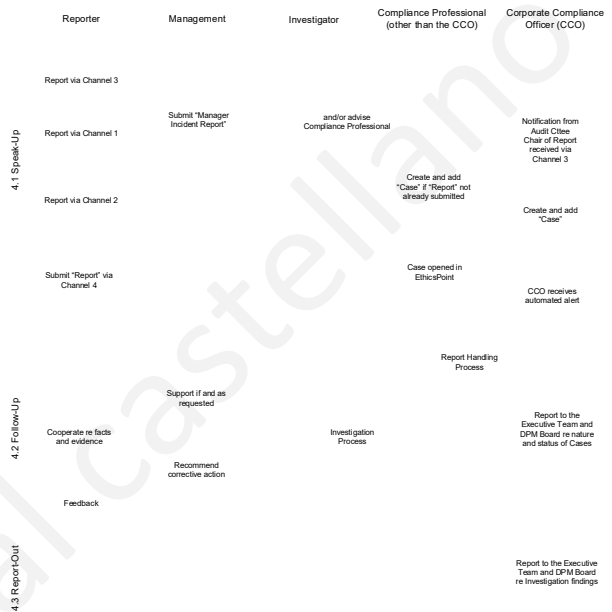 Reporter
Management
Investigator
Compliance Professional
(other than the CCO)
Corporate Compliance
Officer (CCO)
4.1 Speak-Up
Report via Channel 3
Submit "Manager
Incident Report"
and/or advise
Compliance Professional
Notification from
Audit Cttee
Chair of Report
received via
Channel 3
Report via Channel 1
Create and add
"Case" if "Report" not
already submitted
Report via Channel 2
Create and add
"Case"
Submit "Report" via
Channel 4
Case opened in
EthicsPoint
CCO receives
automated alert
4.2 Follow-Up
Report Handling
Process
Support if and as
requested
Cooperate re facts
and evidence
Investigation
Process
Report to the
Executive Team and
DPM Board re nature
and status of Cases
Recommend
corrective action
Feedback
4.3 Report-Out
Report to the Executive
Team and DPM Board
re Investigation findings
al castellano